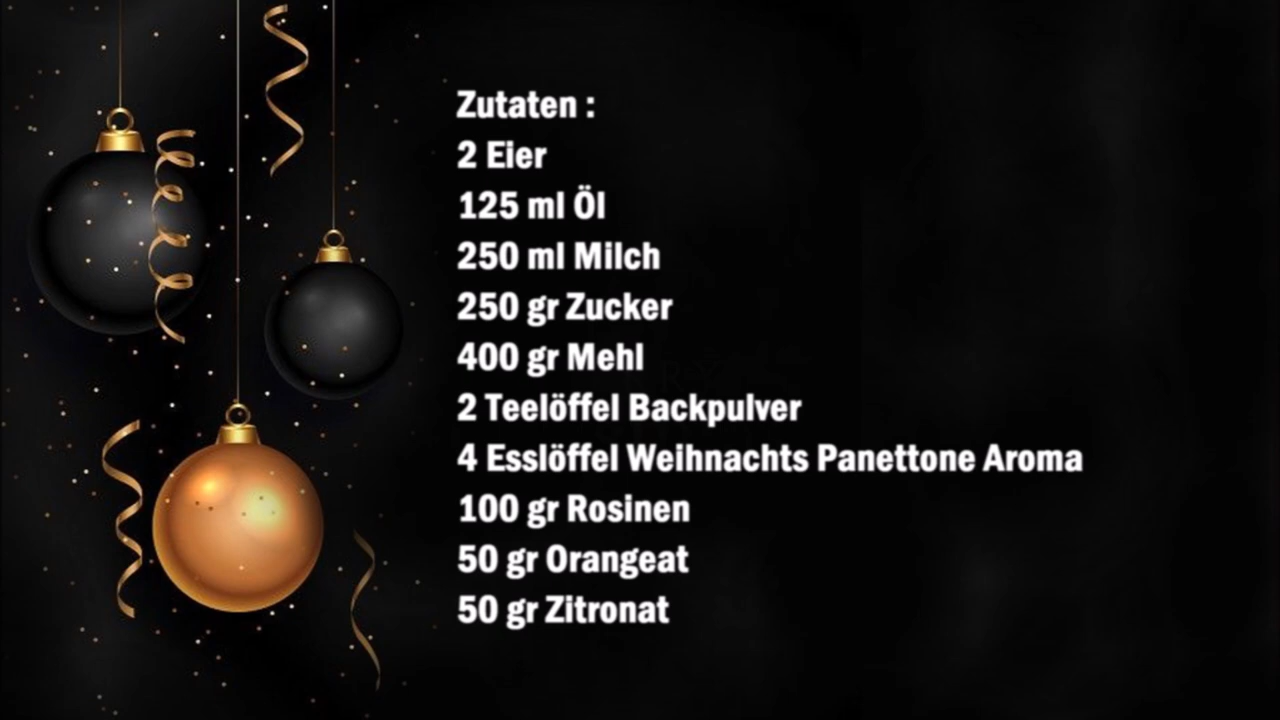 Zutaten :
2 Eier
125 ml Öl
250 ml Milch
250 gr Zucker
400 gr Mehl
2 Teelöffel Backpulver
4 Esslöffel Weihnachts Panettone Aroma
100 gr Rosinen
50 gr Orangeat
50 gr Zitronat